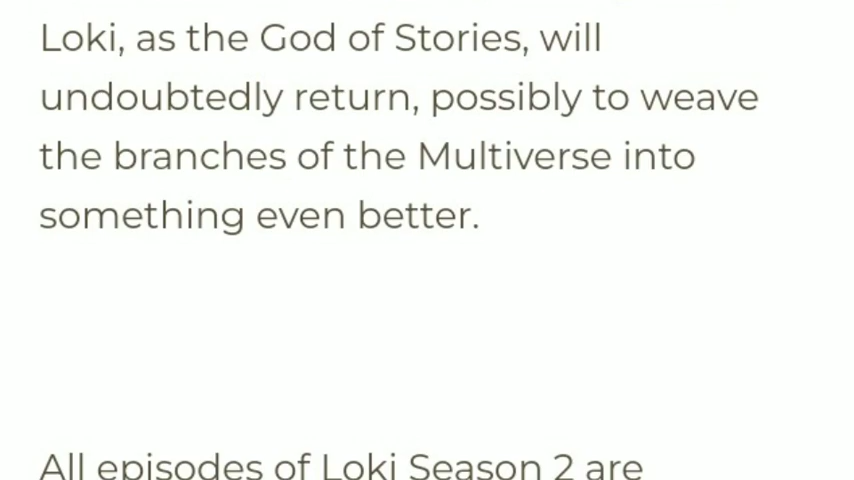 Loki, as the God of Stories, will
undoubtedly return, possibly to weave
the branches of the Multiverse into
something even better.
All episodes of Loki Season 2 are